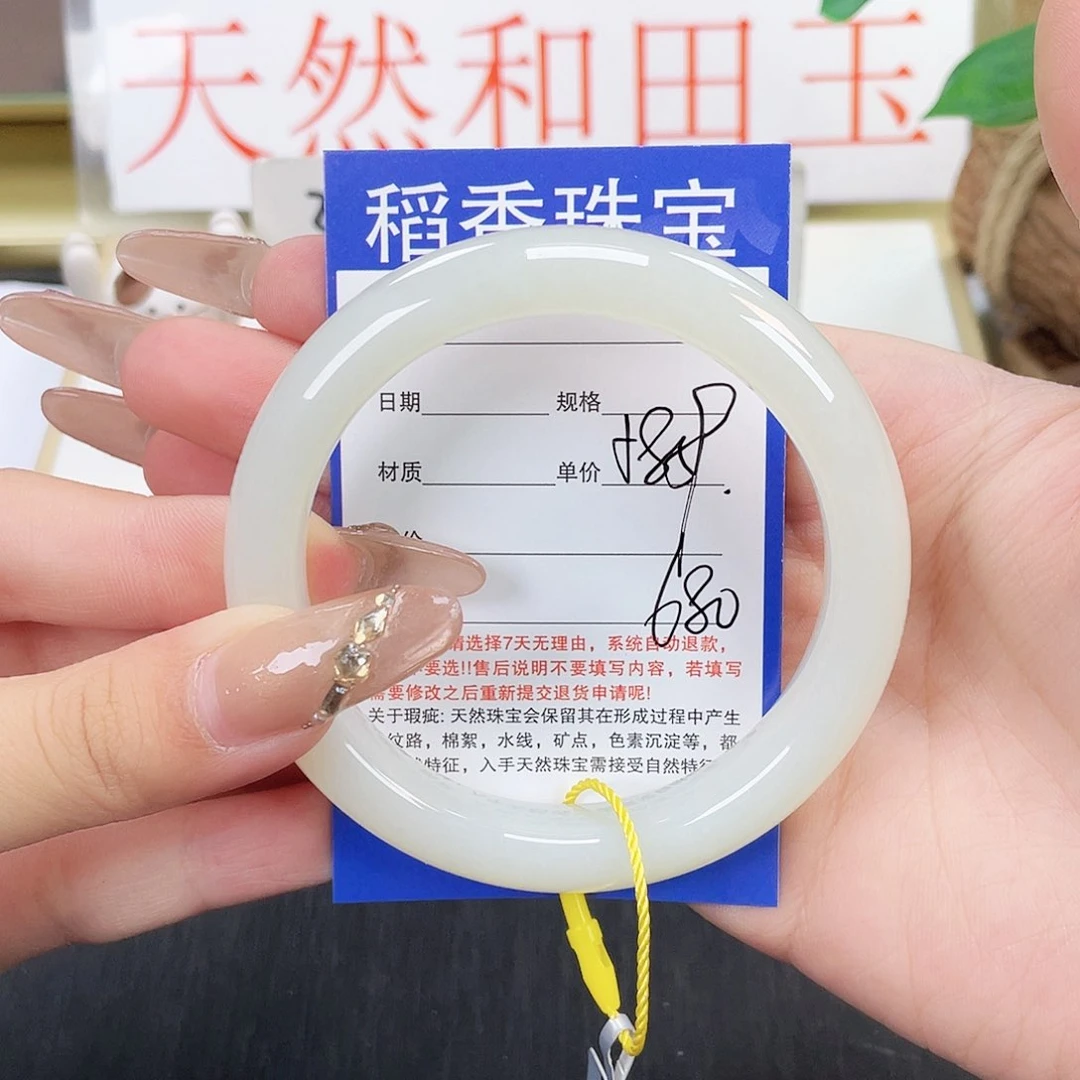 天然和田玉
稻香珠宝
日期 规格
材质 单价
价
680
请选择7天无理由，系统自动退款，
不要选!!售后说明不要填写内容，若填写
需要修改之后重新提交退货申请呢!
关于瑕疵: 天然珠宝会保留其在形成过程中产生
纹路，棉絮，水线，矿点，色素沉淀等，都
特征，入手天然珠宝需接受自然特征